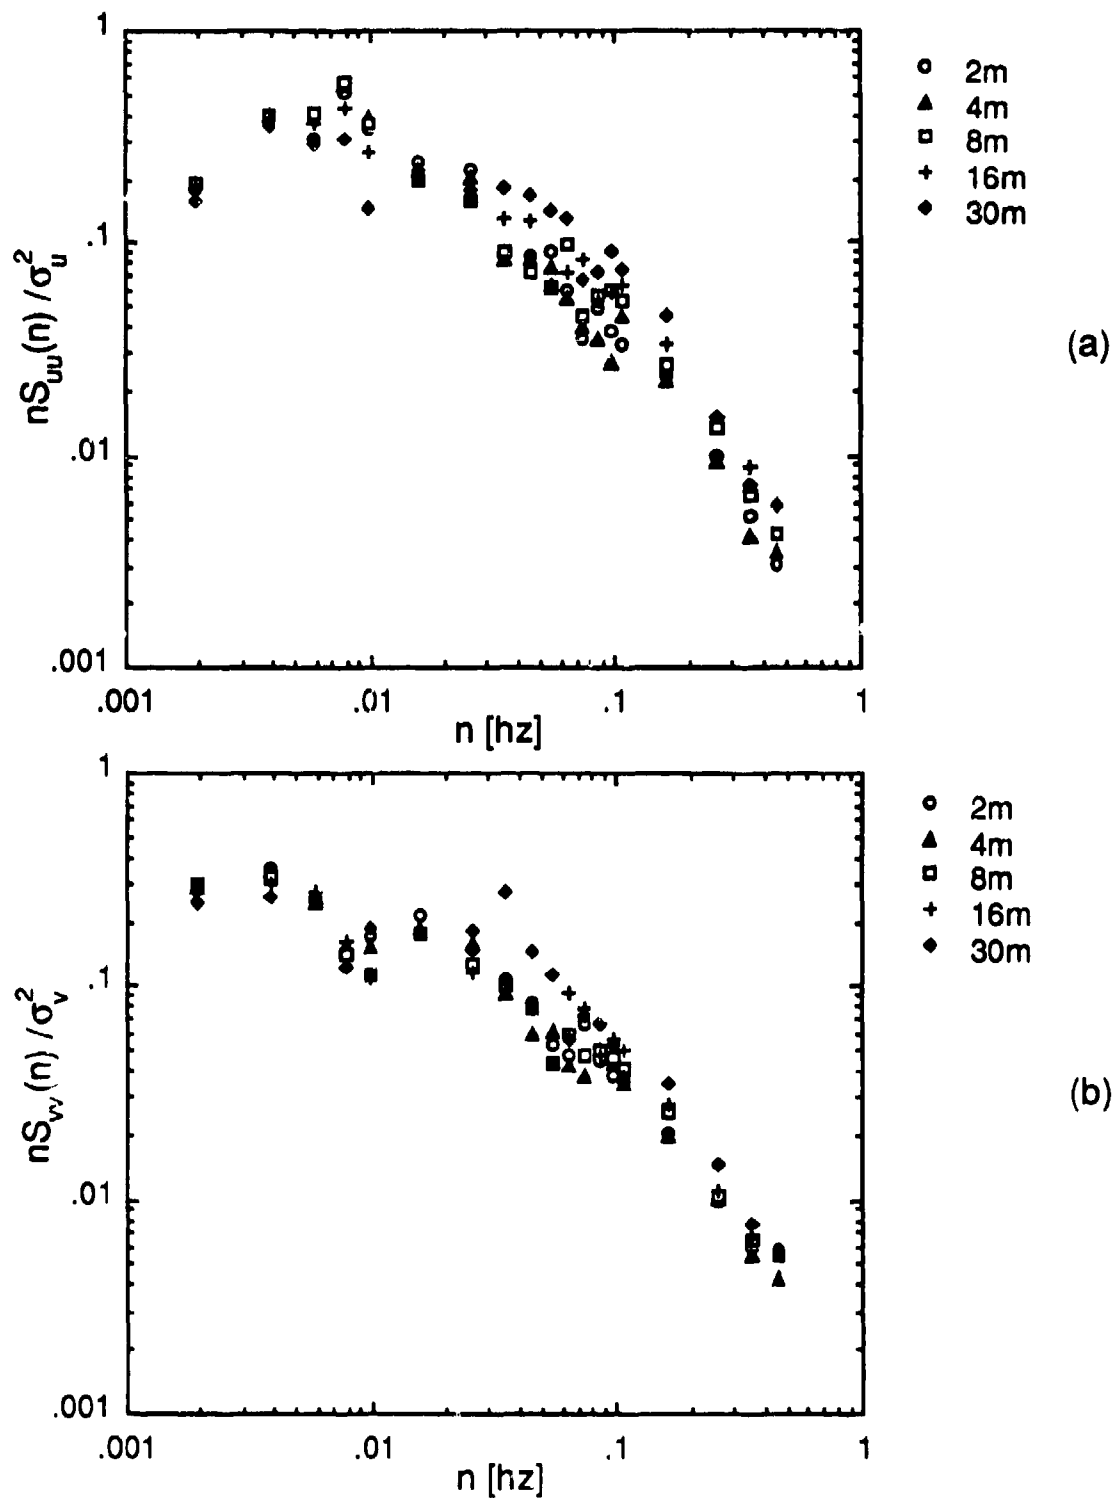 1
.1
.01
.001
nS_uu(n) /σ_u^2
.001
.01
.1
1
n [hz]
2m
4m
8m
16m
30m
(a)
1
.1
.01
.001
nS_vv(n) /σ_v^2
.001
.01
.1
1
n [hz]
2m
4m
8m
16m
30m
(b)